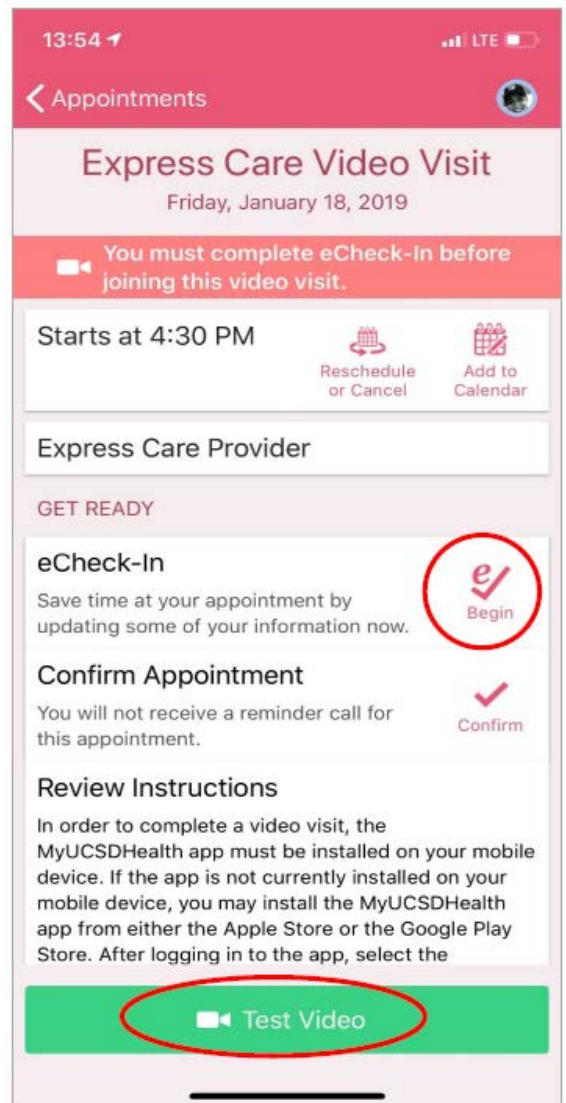 13:54 LTE
Appointments
Express Care Video Visit
Friday, January 18, 2019
You must complete eCheck-In before
joining this video visit.
Starts at 4:30 PM
Reschedule
or Cancel
Add to
Calendar
Express Care Provider
GET READY
eCheck-In
Save time at your appointment by
updating some of your information now.
e
Begin
Confirm Appointment
You will not receive a reminder call for
this appointment.
Confirm
Review Instructions
In order to complete a video visit, the
MyUCSDHealth app must be installed on your mobile
device. If the app is not currently installed on your
mobile device, you may install the MyUCSDHealth
app from either the Apple Store or the Google Play
Store. After logging in to the app, select the
Test Video